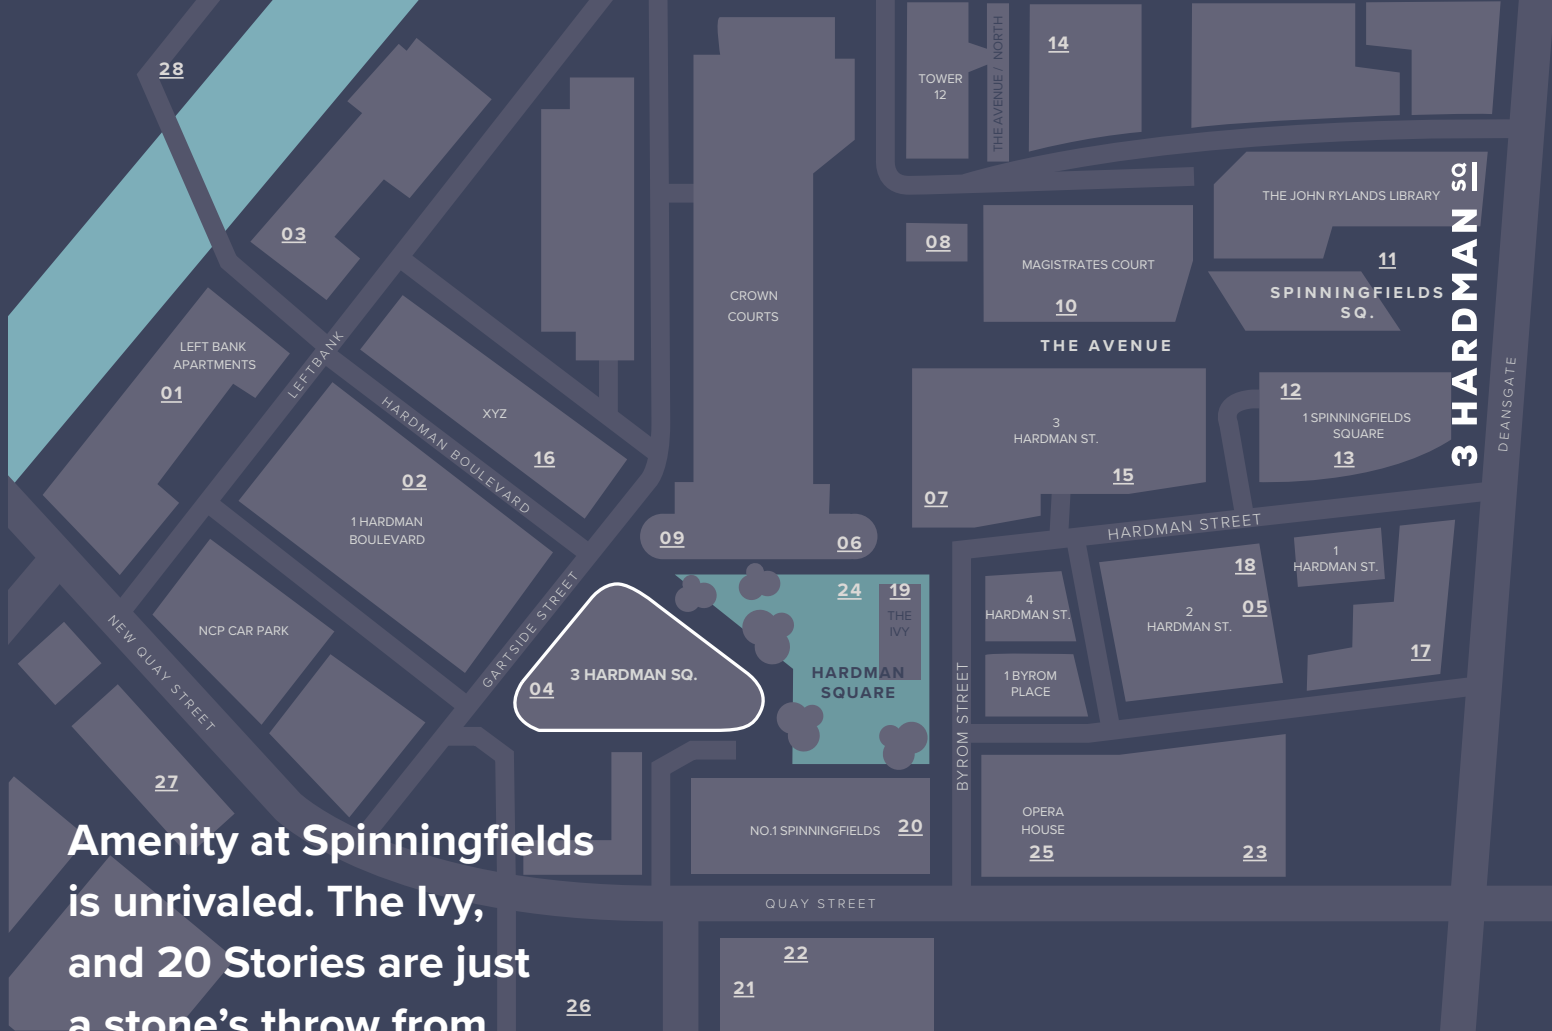 28
14
TOWER
12
THE AVENUE / NORTH
THE JOHN RYLANDS LIBRARY
3 HARDMAN SQ
03
08
MAGISTRATES COURT
10
11
SPINNINGFIELDS
SQ.
CROWN
COURTS
THE AVENUE
LEFT BANK
APARTMENTS
01
LEFTBANK
HARDMAN BOULEVARD
XYZ
16
02
1 HARDMAN
BOULEVARD
3
HARDMAN ST.
15
07
12
1 SPINNINGFIELDS
SQUARE
13
DEANSGATE
HARDMAN STREET
09
06
24
19
THE
IVY
HARDMAN
SQUARE
4
HARDMAN ST.
1 BYROM
PLACE
18
05
2
HARDMAN ST.
1
HARDMAN ST.
17
NCP CAR PARK
NEW QUAY STREET
GARTSIDE STREET
3 HARDMAN SQ.
04
BYROM STREET
27
NO.1 SPINNINGFIELDS
20
OPERA
HOUSE
25
23
QUAY STREET
22
21
26
Amenity at Spinningfields
is unrivaled. The Ivy,
and 20 Stories are just
a stone’s throw from